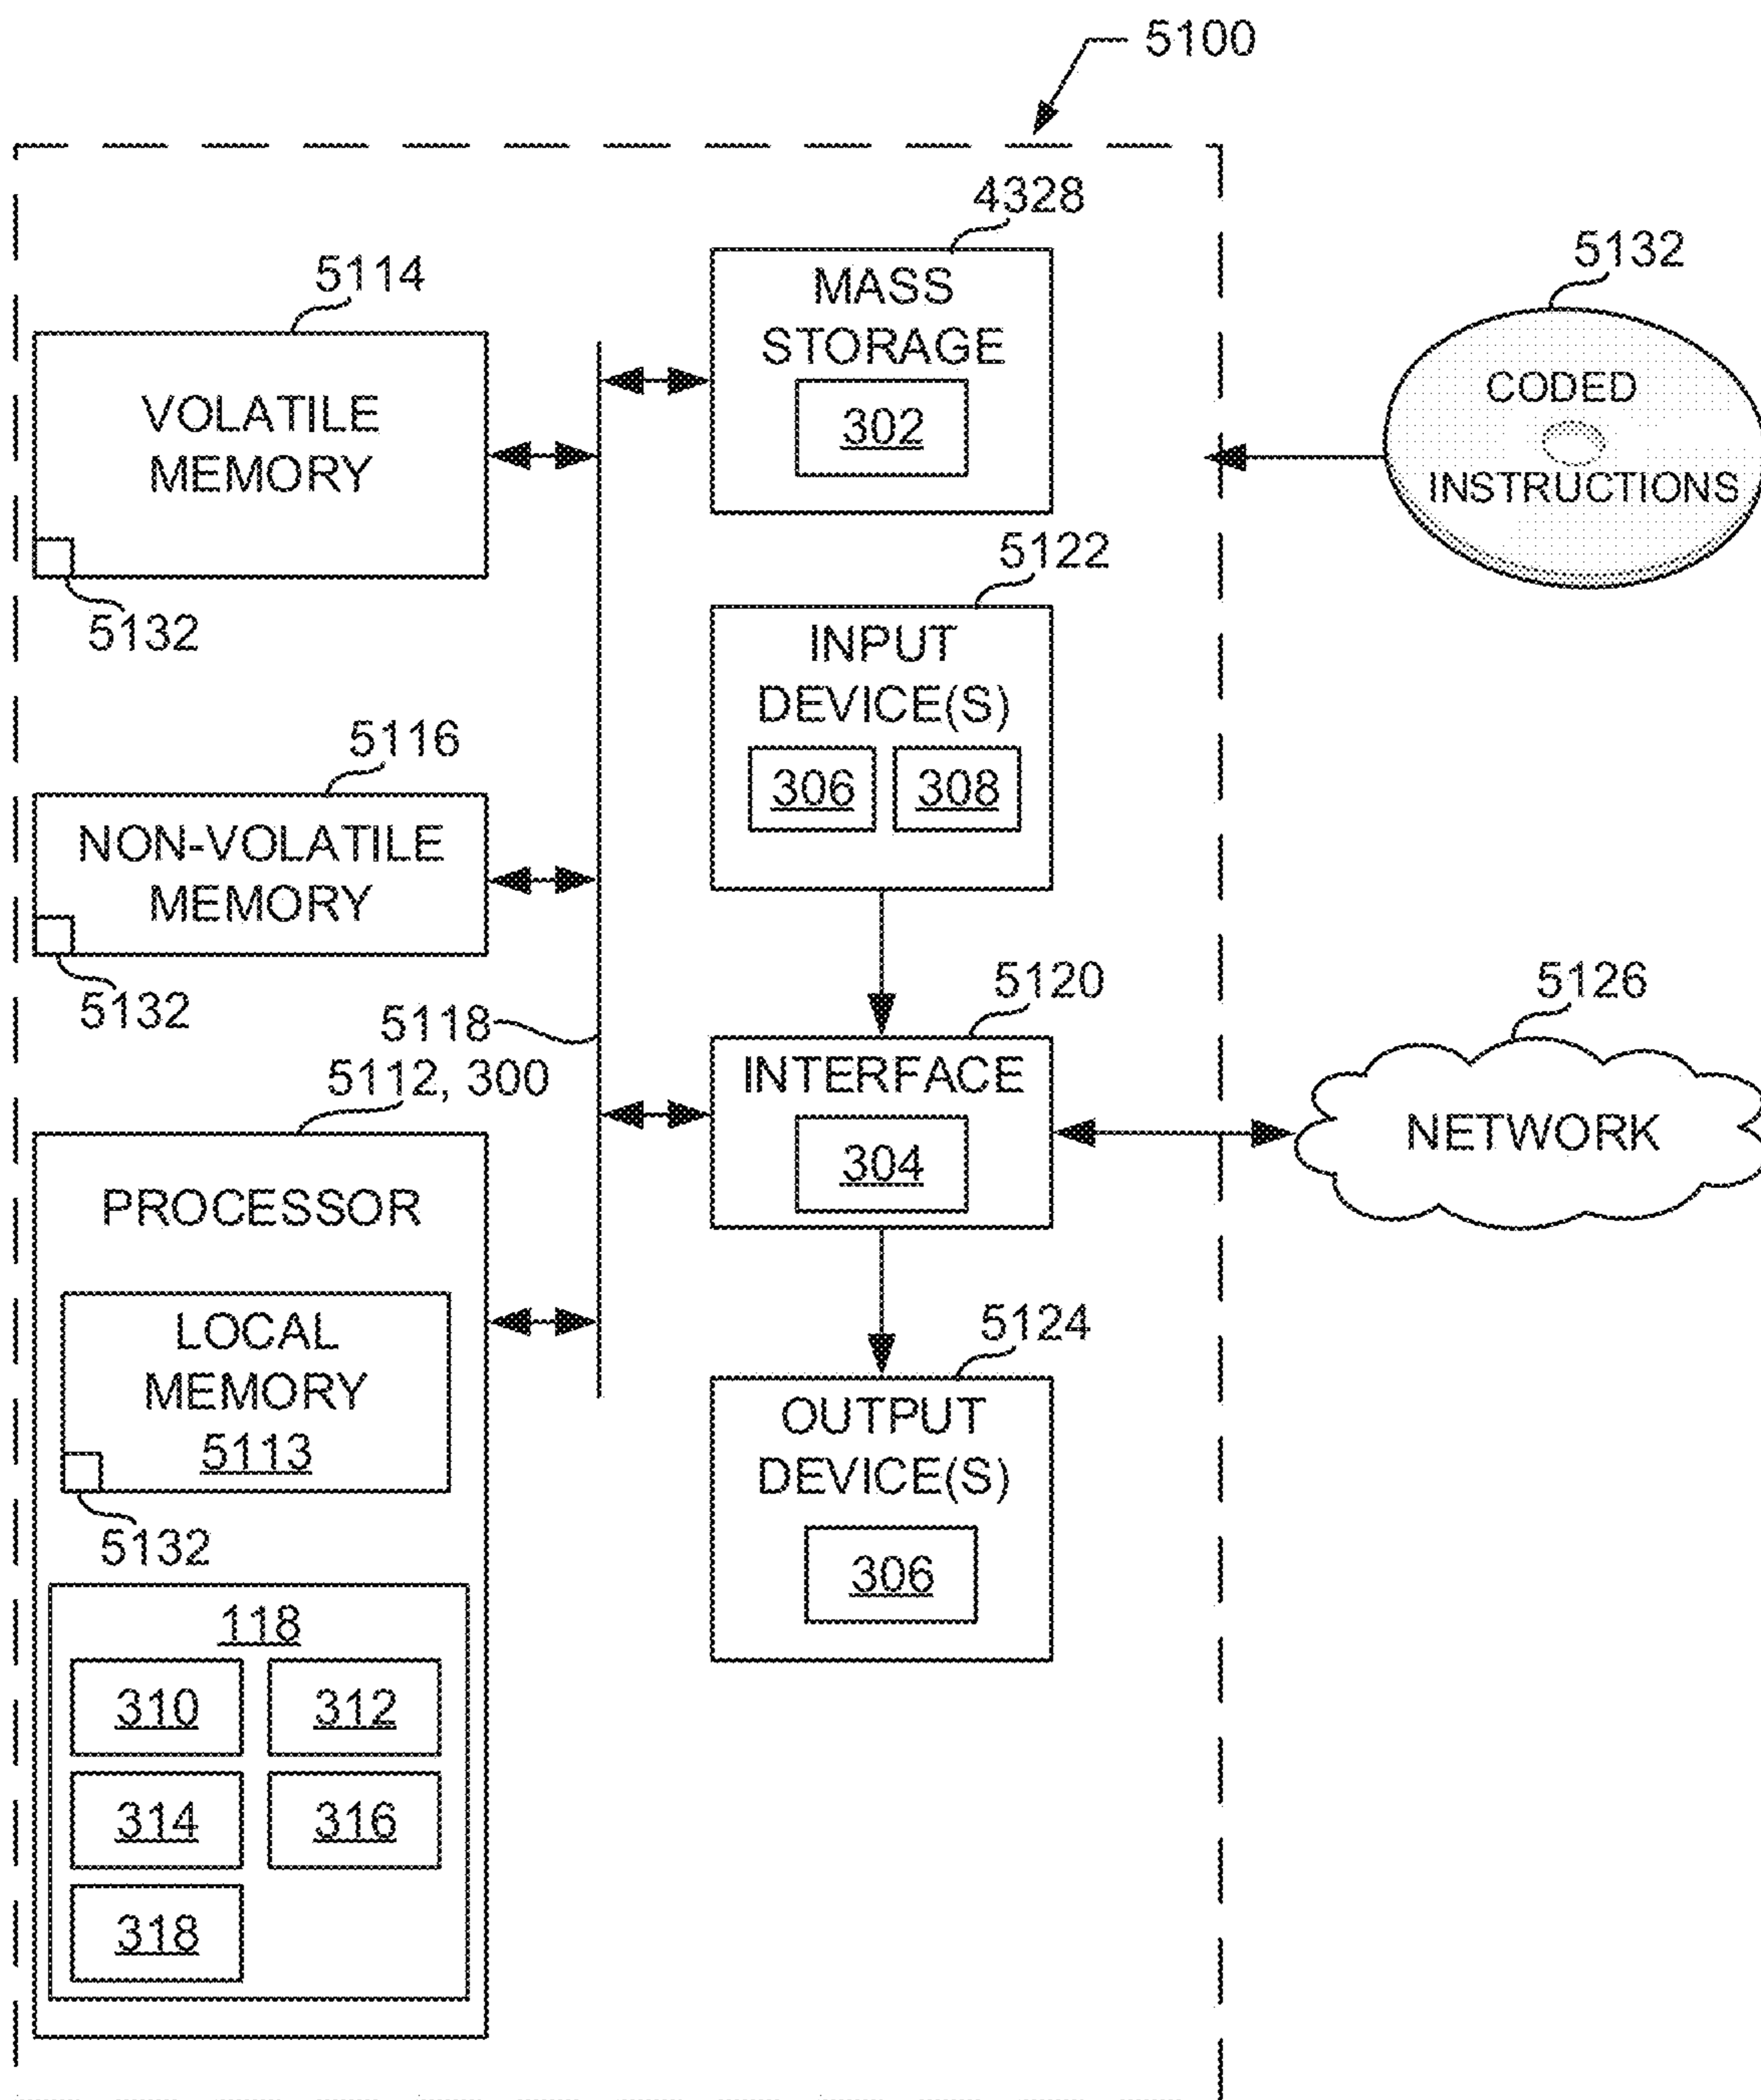 5100
4328
MASS
STORAGE
302
5114
VOLATILE
MEMORY
5132
5132
CODED
INSTRUCTIONS
5122
INPUT
DEVICE(S)
306 308
5116
NON-VOLATILE
MEMORY
5132
5118
5112, 300
5120
INTERFACE
304
5126
NETWORK
PROCESSOR
LOCAL
MEMORY
5113
5132
118
310 312
314 316
318
5124
OUTPUT
DEVICE(S)
306